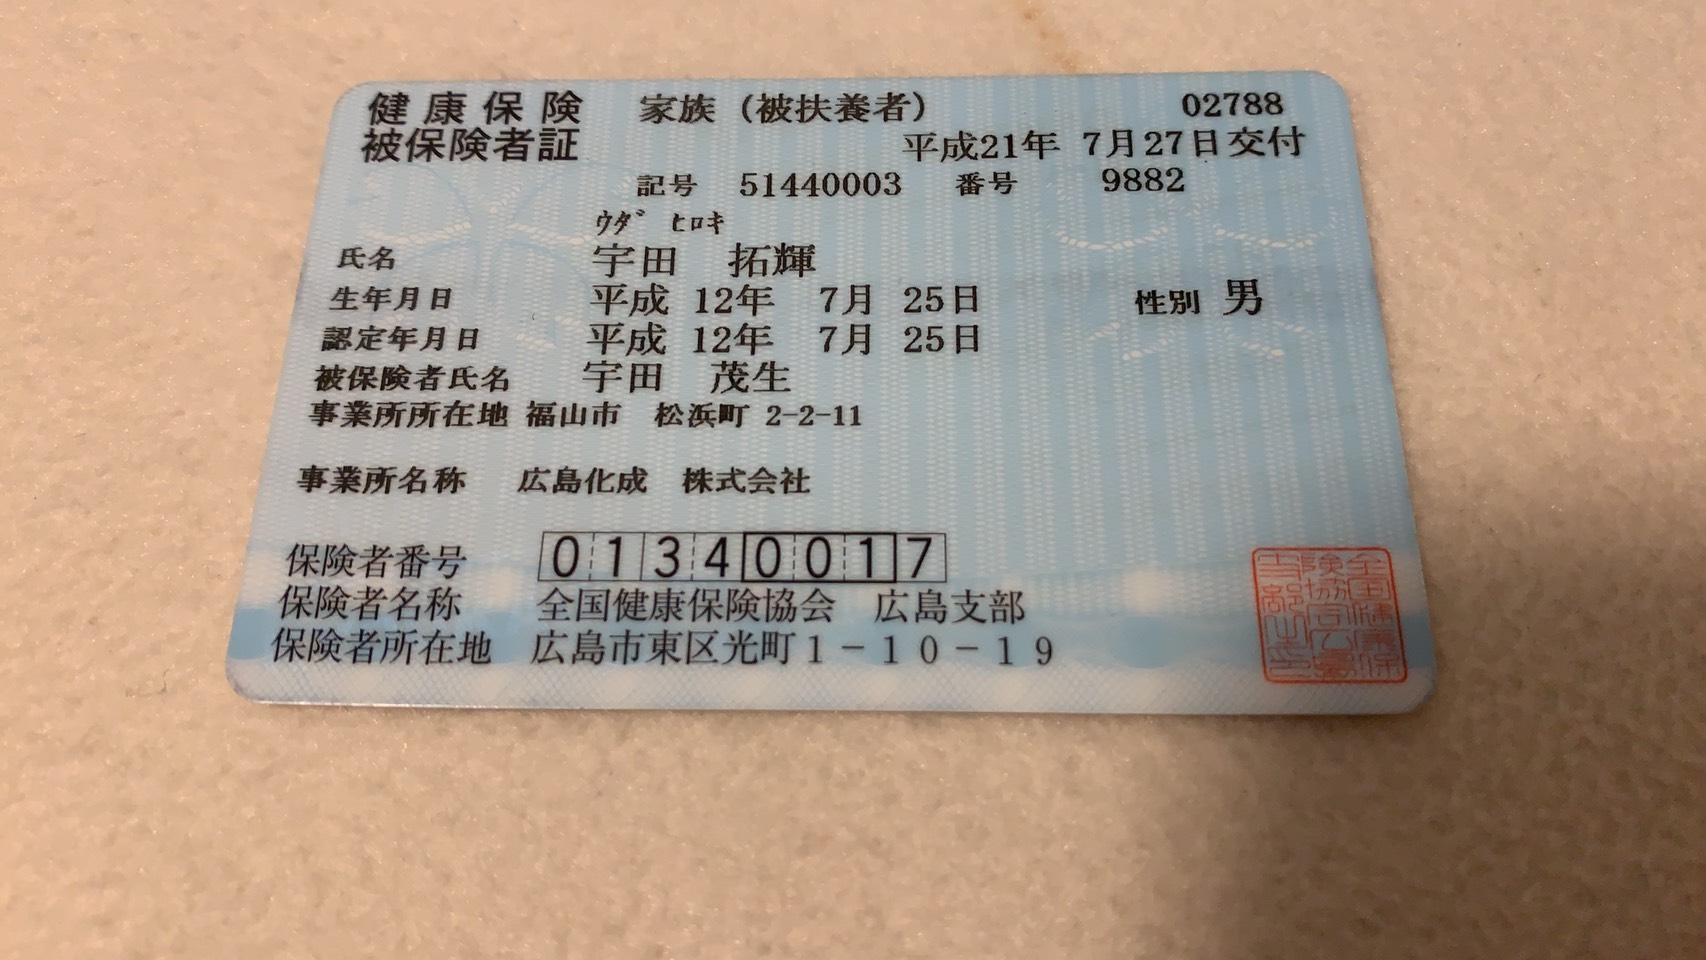 健康保険 家族（被扶養者） 02788
被保険者証 平成21年 7月27日交付
記号 51440003 番号 9882
ｳﾀﾞ ﾋﾛｷ
氏名 宇田 拓輝
生年月日 平成 12年 7月 25日 性別 男
認定年月日 平成 12年 7月 25日
被保険者氏名 宇田 茂生
事業所所在地 福山市 松浜町 2-2-11
事業所名称 広島化成 株式会社
保険者番号 01340017
保険者名称 全国健康保険協会 広島支部
保険者所在地 広島市東区光町１－１０－１９